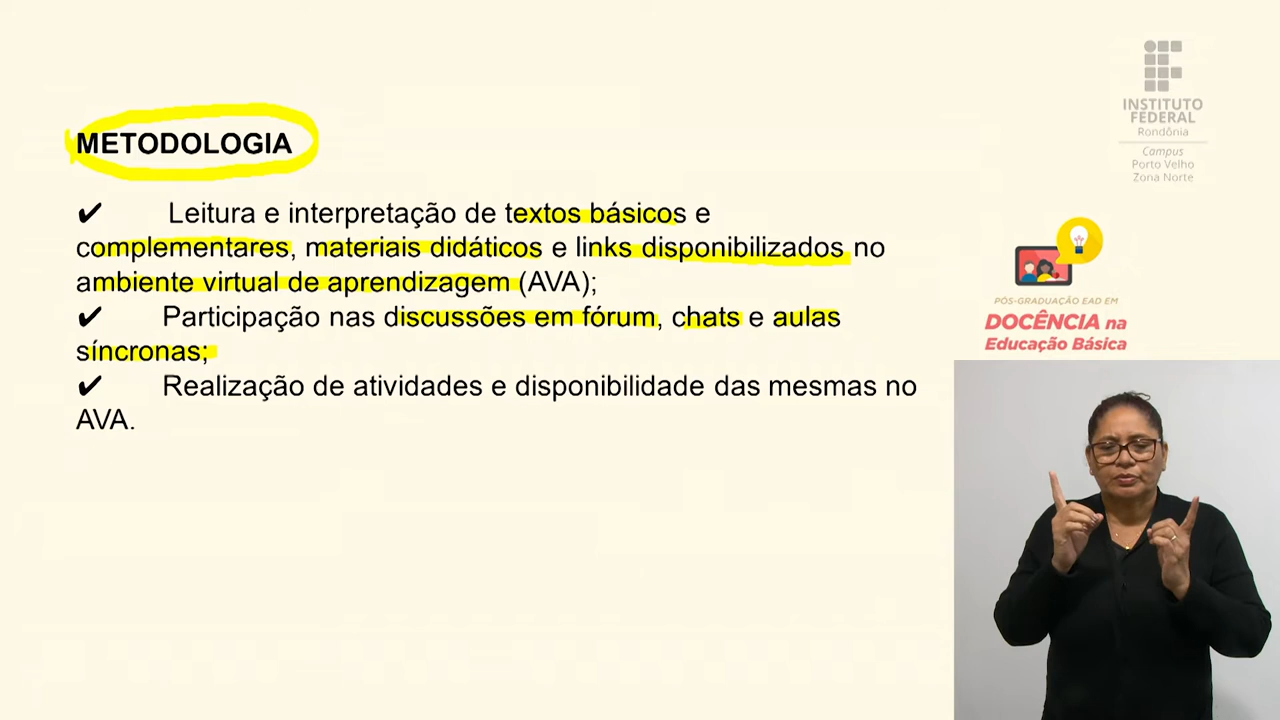 METODOLOGIA
✔ Leitura e interpretação de textos básicos e
complementares, materiais didáticos e links disponibilizados no
ambiente virtual de aprendizagem (AVA);
✔ Participação nas discussões em fórum, chats e aulas
síncronas;
✔ Realização de atividades e disponibilidade das mesmas no
AVA.
INSTITUTO
FEDERAL
Rondônia
Campus
Porto Velho
Zona Norte
PÓS-GRADUAÇÃO EAD EM
DOCÊNCIA na
Educação Básica